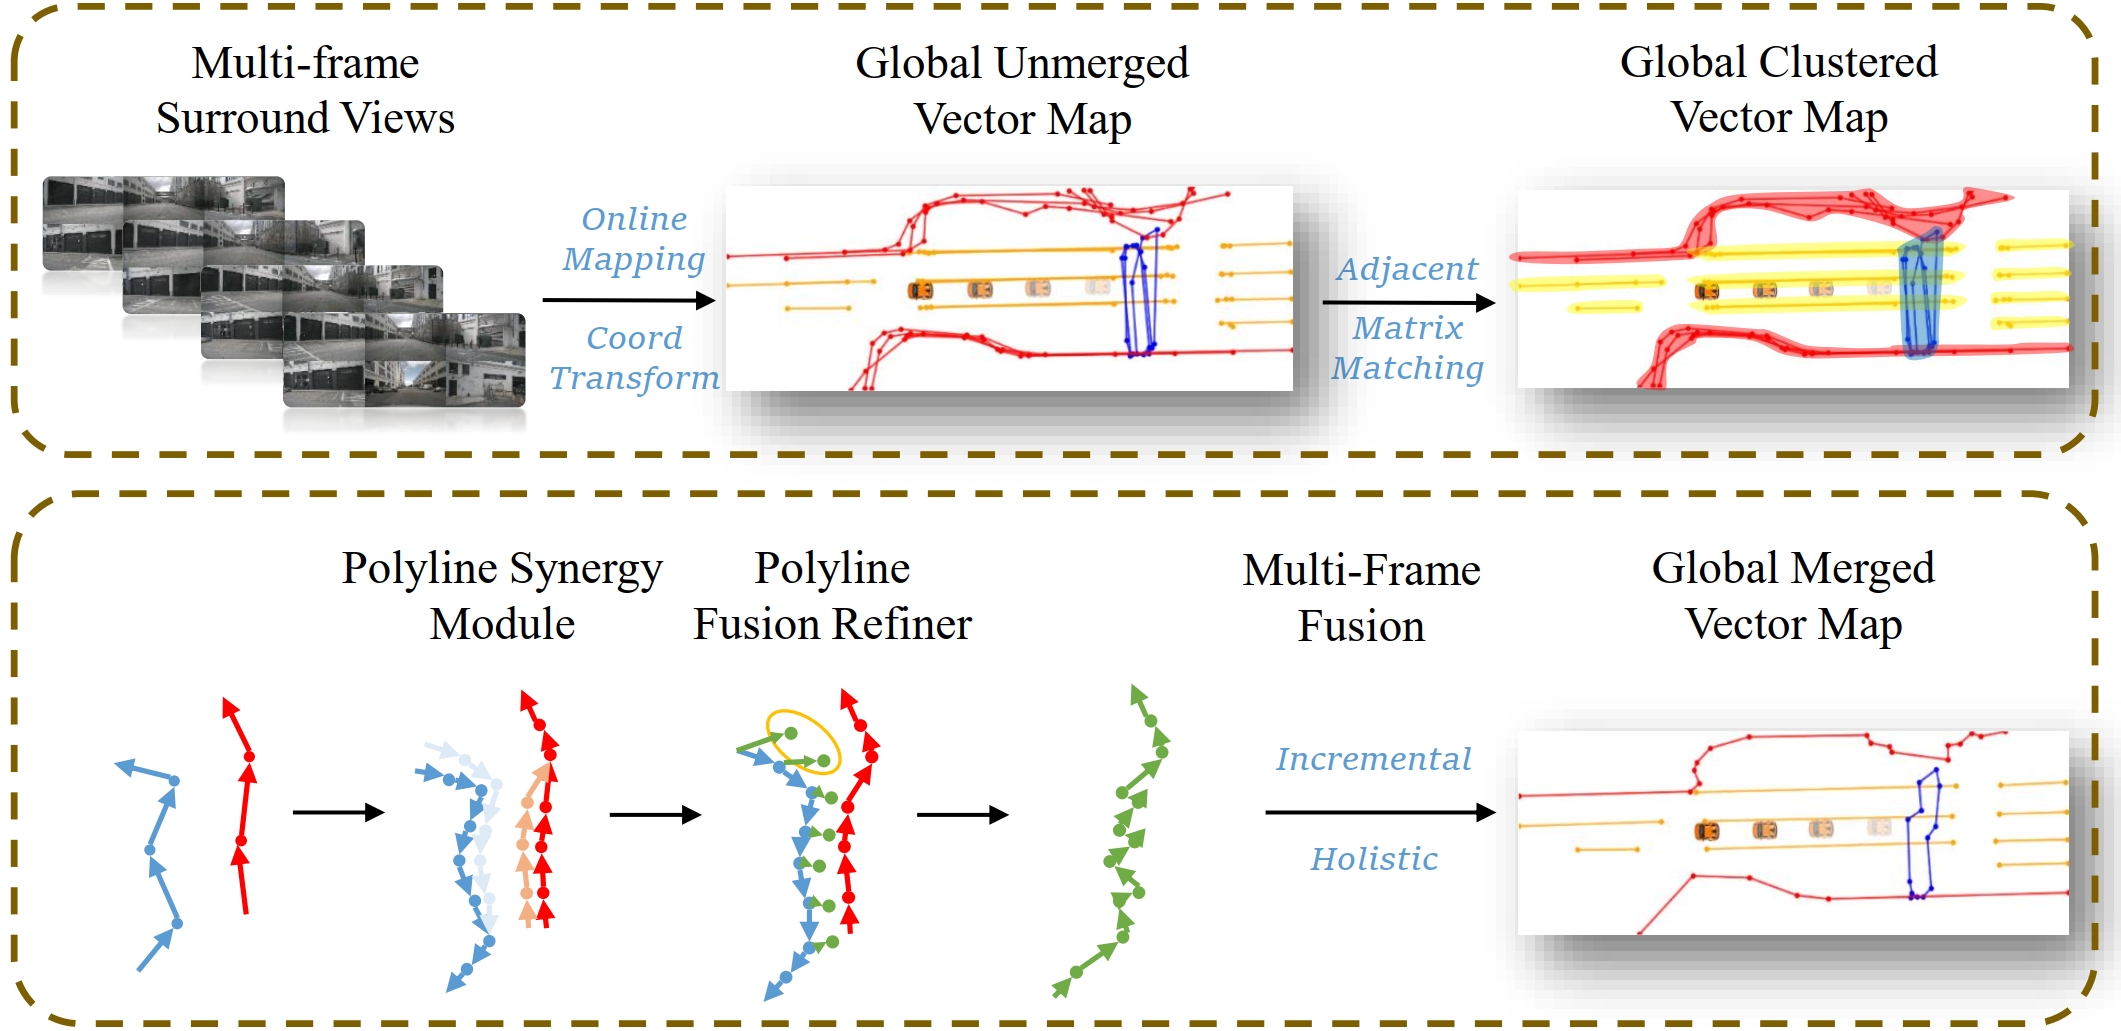 Multi-frame
Surround Views
Global Unmerged
Vector Map
Global Clustered
Vector Map
Online
Mapping
Coord
Transform
Adjacent
Matrix
Matching
Polyline Synergy
Module
Polyline
Fusion Refiner
Multi-Frame
Fusion
Global Merged
Vector Map
Incremental
Holistic